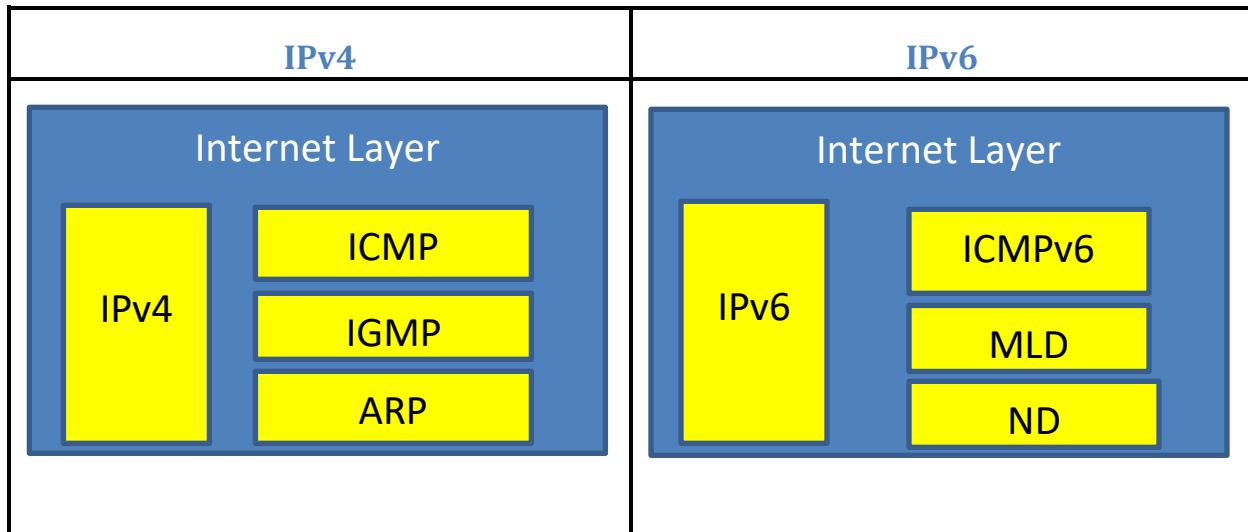 IPv4
IPv6
Internet Layer
IPv4
ICMP
IGMP
ARP
Internet Layer
IPv6
ICMPv6
MLD
ND